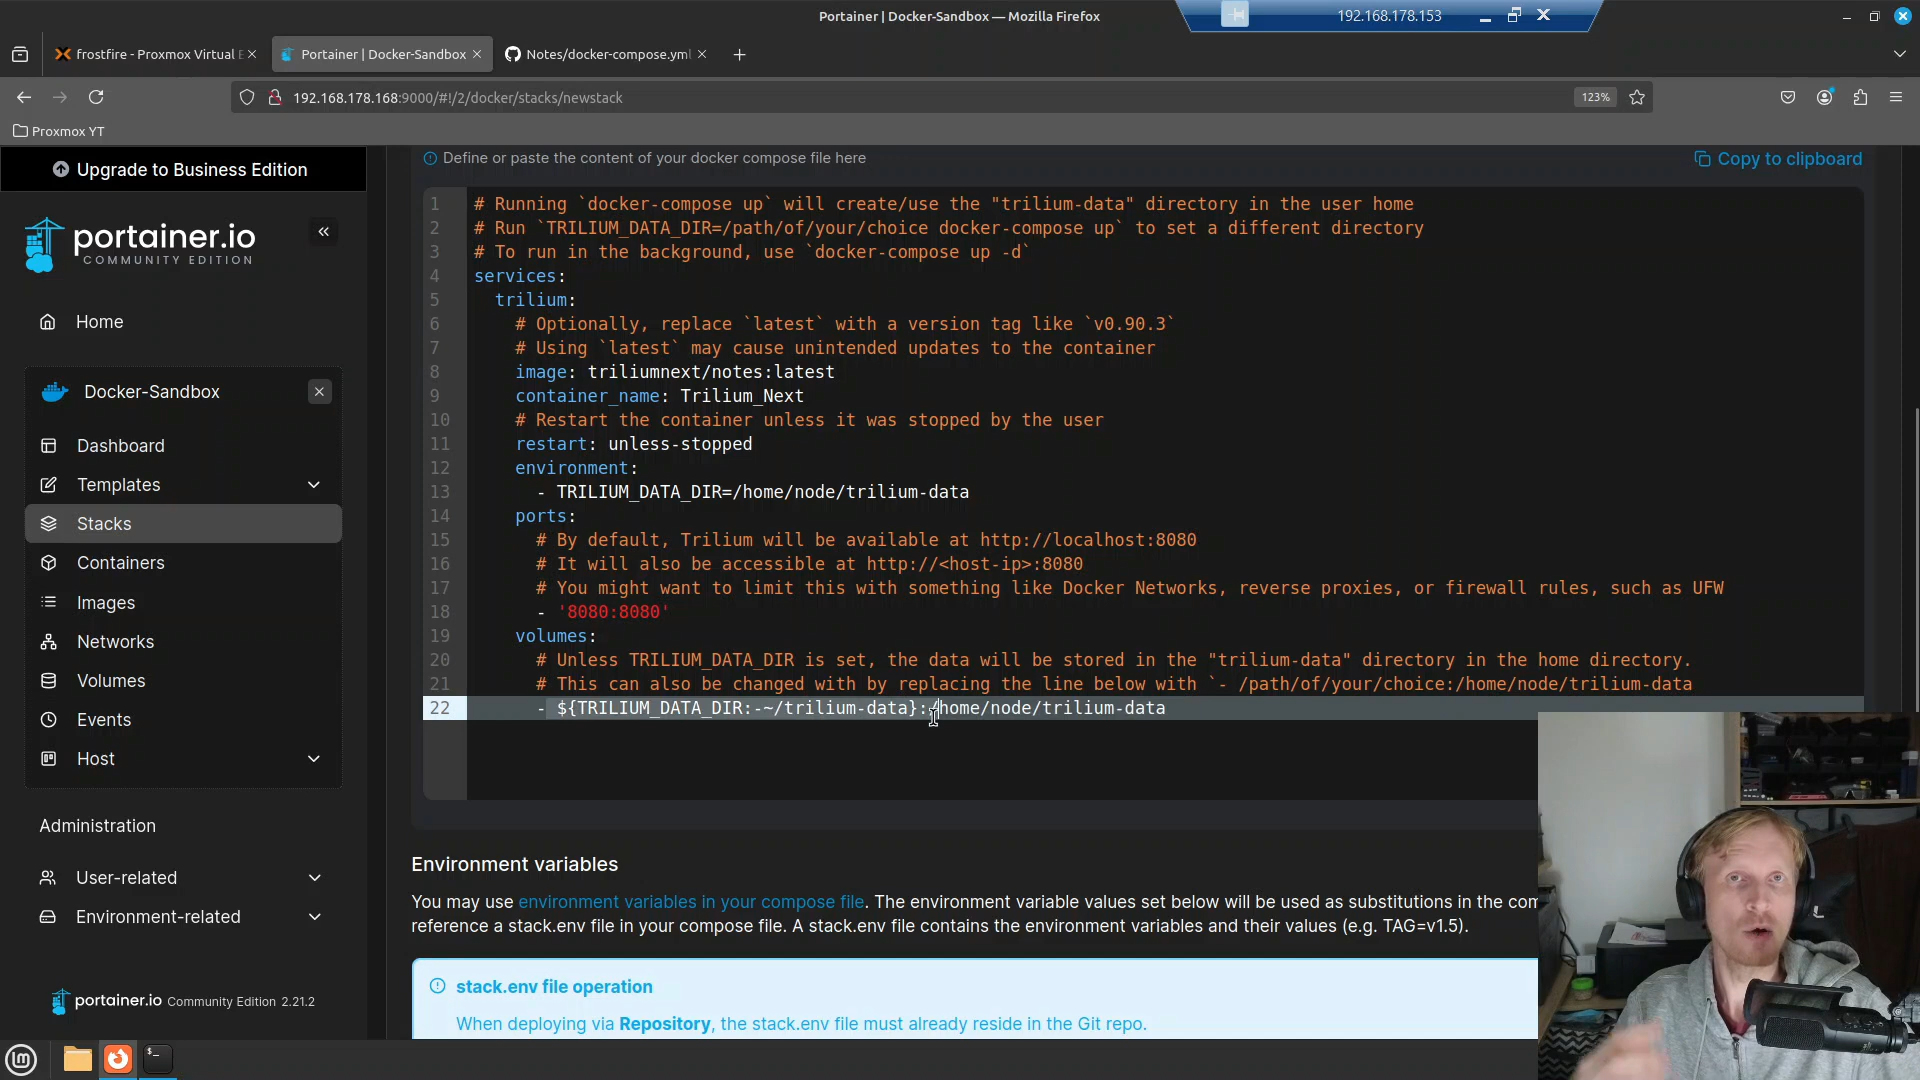 Portainer | Docker-Sandbox — Mozilla Firefox
192.168.178.153
frostfire - Proxmox Virtual E
Portainer | Docker-Sandbox
Notes/docker-compose.yml
192.168.178.168:9000/#!/2/docker/stacks/newstack
123%
Proxmox YT
Upgrade to Business Edition
portainer.io
COMMUNITY EDITION
Home
Docker-Sandbox
Dashboard
Templates
Stacks
Containers
Images
Networks
Volumes
Events
Host
Administration
User-related
Environment-related
portainer.io Community Edition 2.21.2
Define or paste the content of your docker compose file here
Copy to clipboard
1 # Running `docker-compose up` will create/use the "trilium-data" directory in the user home
2 # Run `TRILIUM_DATA_DIR=/path/of/your/choice docker-compose up` to set a different directory
3 # To run in the background, use `docker-compose up -d`
4 services:
5 trilium:
6 # Optionally, replace `latest` with a version tag like `v0.90.3`
7 # Using `latest` may cause unintended updates to the container
8 image: triliumnext/notes:latest
9 container_name: Trilium_Next
10 # Restart the container unless it was stopped by the user
11 restart: unless-stopped
12 environment:
13 - TRILIUM_DATA_DIR=/home/node/trilium-data
14 ports:
15 # By default, Trilium will be available at http://localhost:8080
16 # It will also be accessible at http://<host-ip>:8080
17 # You might want to limit this with something like Docker Networks, reverse proxies, or firewall rules, such as UFW
18 - '8080:8080'
19 volumes:
20 # Unless TRILIUM_DATA_DIR is set, the data will be stored in the "trilium-data" directory in the home directory.
21 # This can also be changed with by replacing the line below with `- /path/of/your/choice:/home/node/trilium-data
22 - ${TRILIUM_DATA_DIR:-~/trilium-data}:/home/node/trilium-data
Environment variables
You may use environment variables in your compose file. The environment variable values set below will be used as substitutions in the com
reference a stack.env file in your compose file. A stack.env file contains the environment variables and their values (e.g. TAG=v1.5).
stack.env file operation
When deploying via Repository, the stack.env file must already reside in the Git repo.